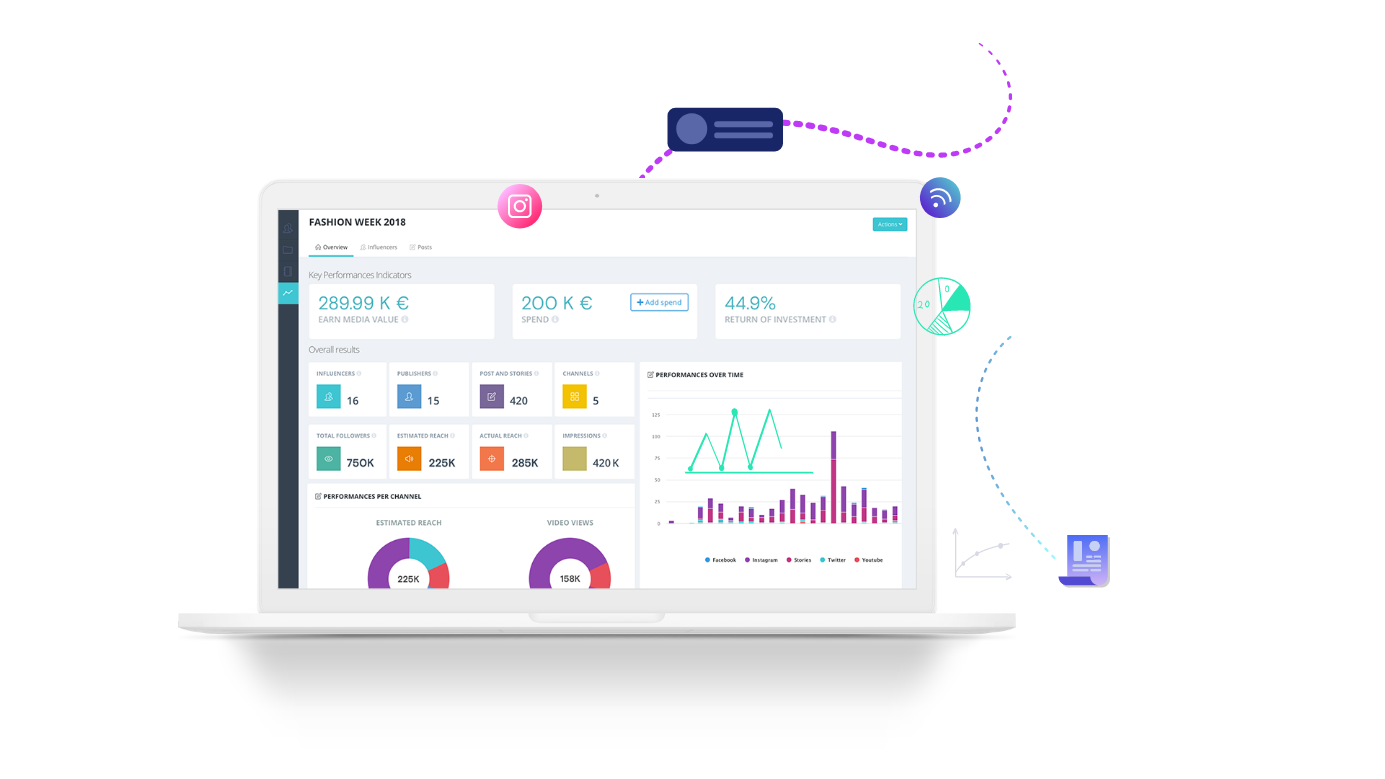 FASHION WEEK 2018
Actions
Overview Influencers Posts
Key Performances Indicators
289.99 K €
EARN MEDIA VALUE
200 K €
SPEND
+ Add spend
44.9%
RETURN OF INVESTMENT
20
0
Overall results
INFLUENCERS
16
PUBLISHERS
15
POST AND STORIES
420
CHANNELS
5
TOTAL FOLLOWERS
750K
ESTIMATED REACH
225K
ACTUAL REACH
285K
IMPRESSIONS
420 K
PERFORMANCES OVER TIME
125
100
75
50
25
0
Facebook Instagram Stories Twitter Youtube
PERFORMANCES PER CHANNEL
ESTIMATED REACH
225K
VIDEO VIEWS
158K